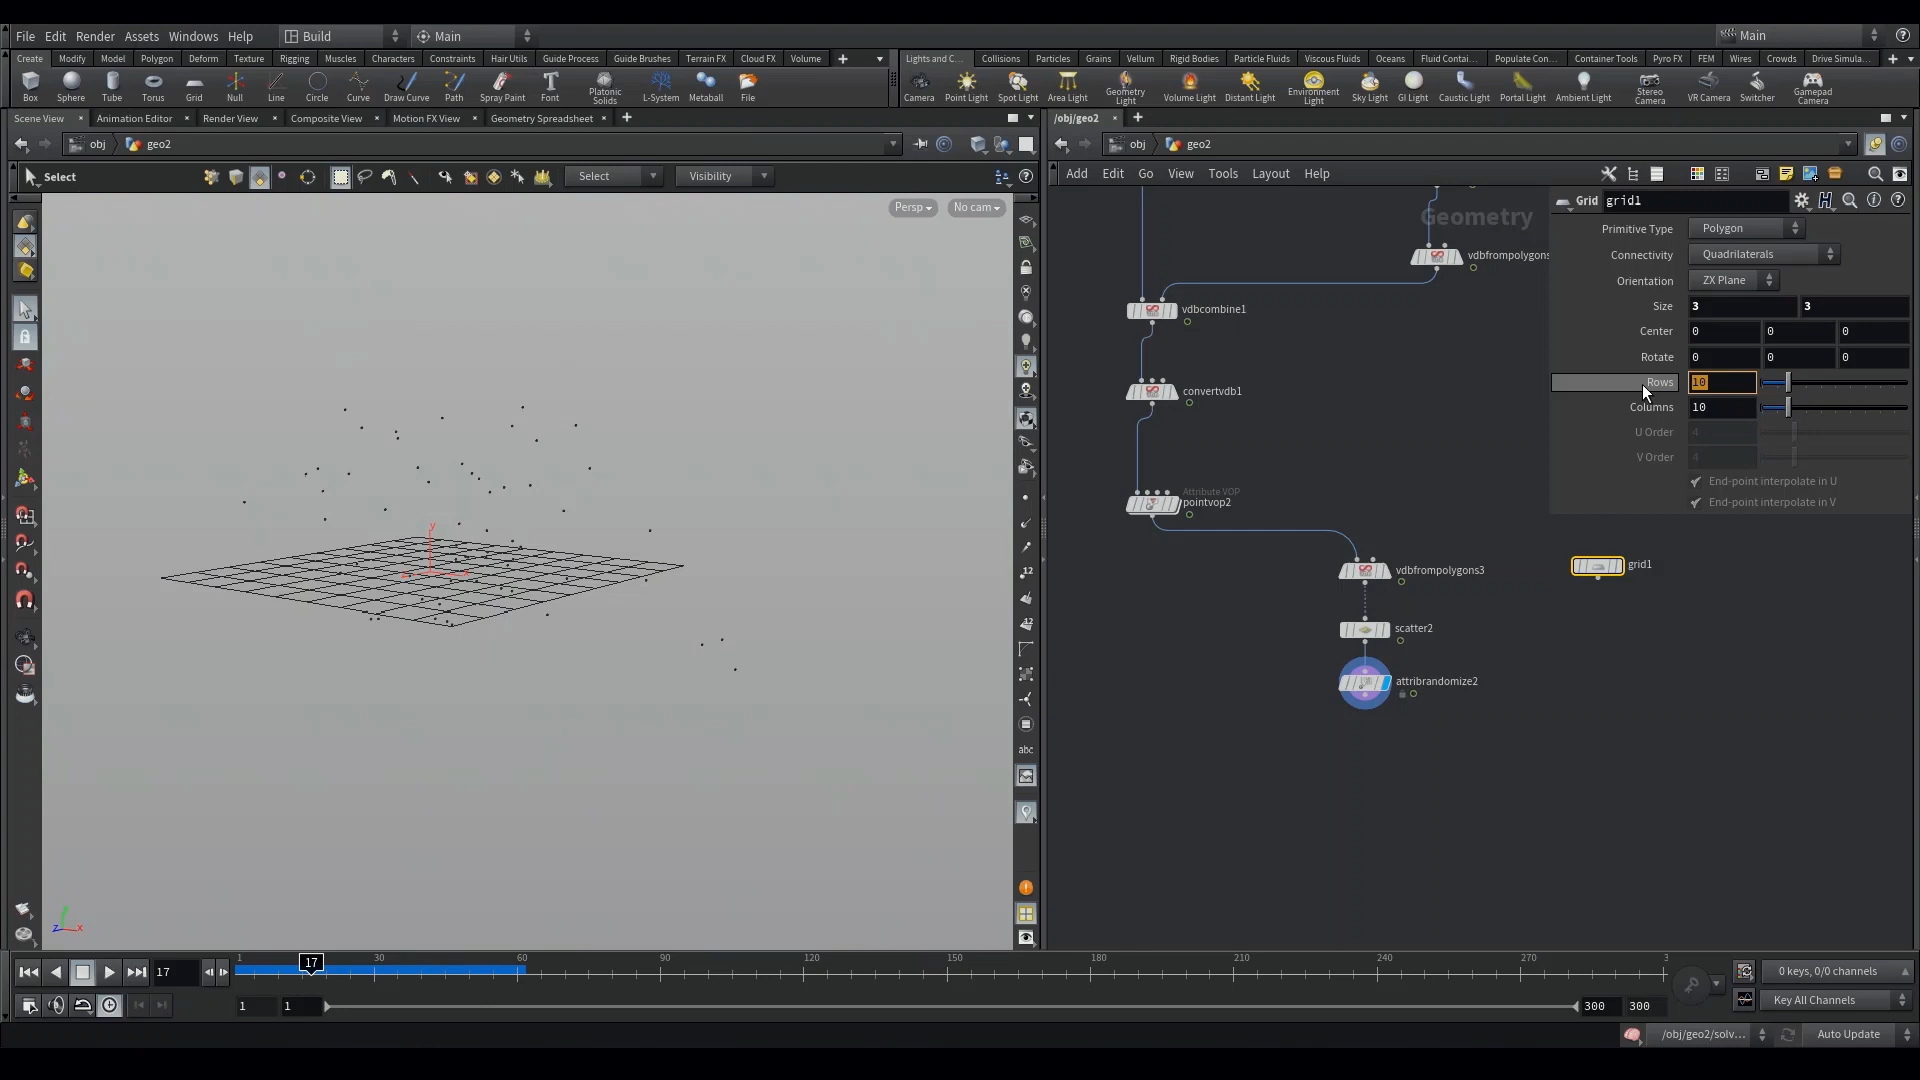 File Edit Render Assets Windows Help Build Main Main
Create Modify Model Polygon Deform Texture Rigging Muscles Characters Constraints Hair Utils Guide Process Guide Brushes Terrain FX Cloud FX Volume
Lights and C... Collisions Particles Grains Vellum Rigid Bodies Particle Fluids Viscous Fluids Oceans Fluid Contai... Populate Con... Container Tools Pyro FX FEM Wires Crowds Drive Simula...
Box Sphere Tube Torus Grid Null Line Circle Curve Draw Curve Path Spray Paint Font Platonic Solids L-System Metaball File
Camera Point Light Spot Light Area Light Geometry Light Volume Light Distant Light Environment Light Sky Light GI Light Caustic Light Portal Light Ambient Light Stereo Camera VR Camera Switcher Gamepad Camera
Scene View Animation Editor Render View Composite View Motion FX View Geometry Spreadsheet
/obj/geo2
obj geo2
obj geo2
Select Select Visibility
Add Edit Go View Tools Layout Help
Persp No cam
Geometry
Grid grid1
Primitive Type Polygon
Connectivity Quadrilaterals
Orientation ZX Plane
Size 3 3
Center 0 0 0
Rotate 0 0 0
Rows 10
Columns 10
U Order 4
V Order 4
End-point interpolate in U
End-point interpolate in V
vdbfrompolygons
vdbcombine1
convertvdb1
Attribute VOP
pointvop2
vdbfrompolygons3
grid1
scatter2
attribrandomize2
y
12
12
abc
z x
17 1 17 30 60 90 120 150 180 210 240 270 3
0 keys, 0/0 channels
1 1 300 300
Key All Channels
/obj/geo2/solv... Auto Update